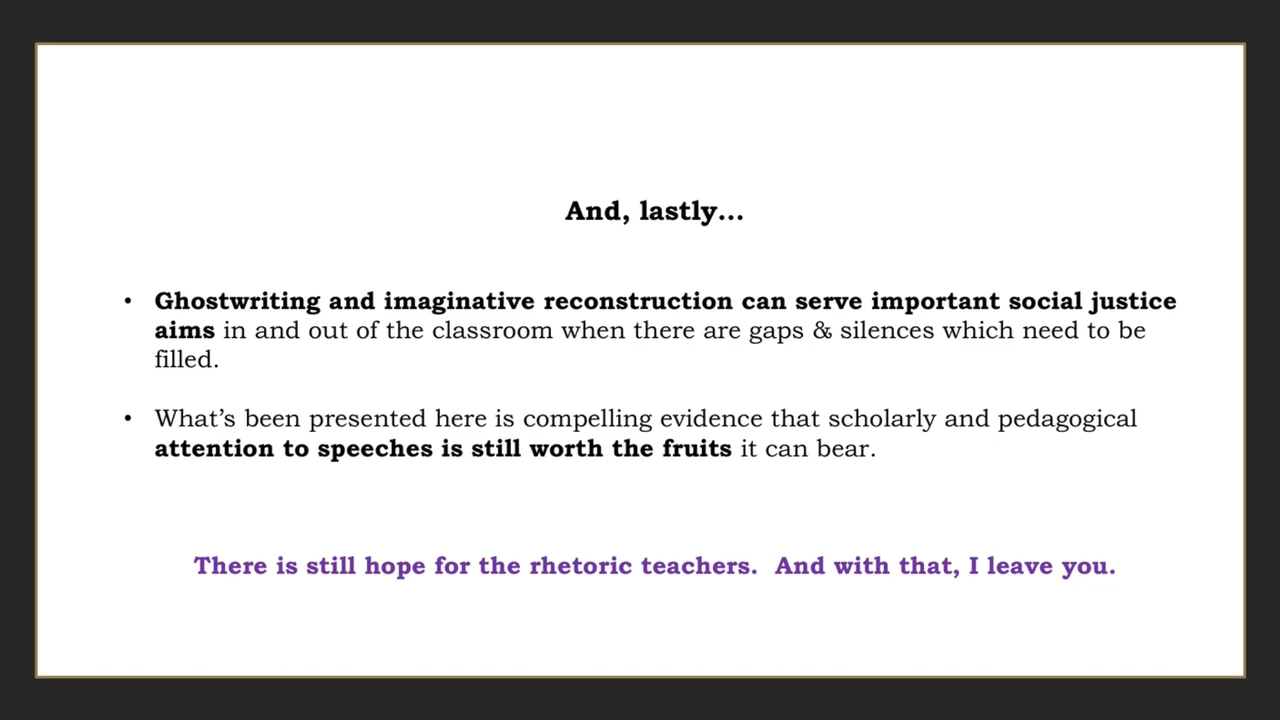 And, lastly...
• Ghostwriting and imaginative reconstruction can serve important social justice
aims in and out of the classroom when there are gaps & silences which need to be
filled.
• What’s been presented here is compelling evidence that scholarly and pedagogical
attention to speeches is still worth the fruits it can bear.
There is still hope for the rhetoric teachers.  And with that, I leave you.